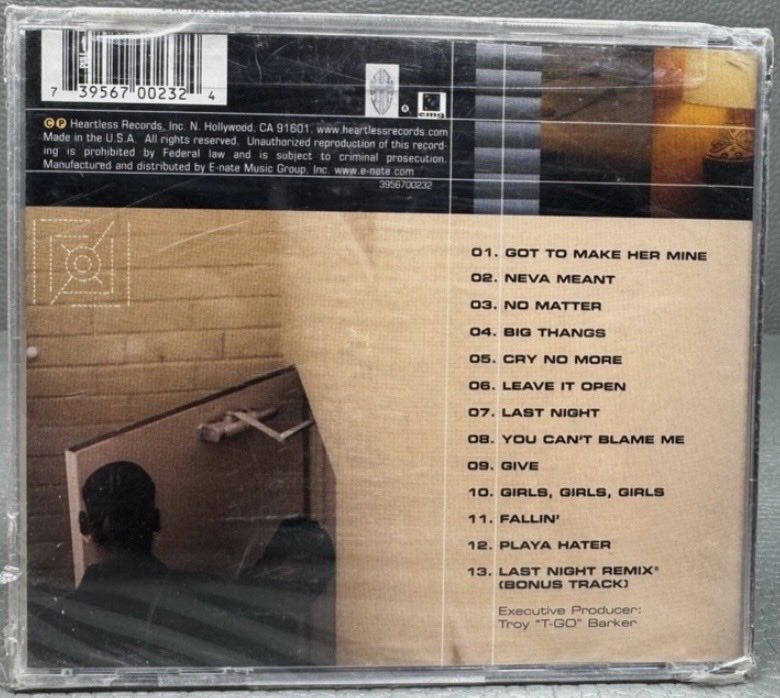 7 39567 00232 4
emg
©℗ Heartless Records, Inc. N. Hollywood, CA 91601. www.heartlessrecords.com
Made in the U.S.A. All rights reserved. Unauthorized reproduction of this record-
ing is prohibited by Federal law and is subject to criminal prosecution.
Manufactured and distributed by E-nate Music Group, Inc. www.e-nate.com
3956700232
01. GOT TO MAKE HER MINE
02. NEVA MEANT
03. NO MATTER
04. BIG THANGS
05. CRY NO MORE
06. LEAVE IT OPEN
07. LAST NIGHT
08. YOU CAN'T BLAME ME
09. GIVE
10. GIRLS, GIRLS, GIRLS
11. FALLIN'
12. PLAYA HATER
13. LAST NIGHT REMIX*
(BONUS TRACK)
Executive Producer:
Troy "T-GO" Barker